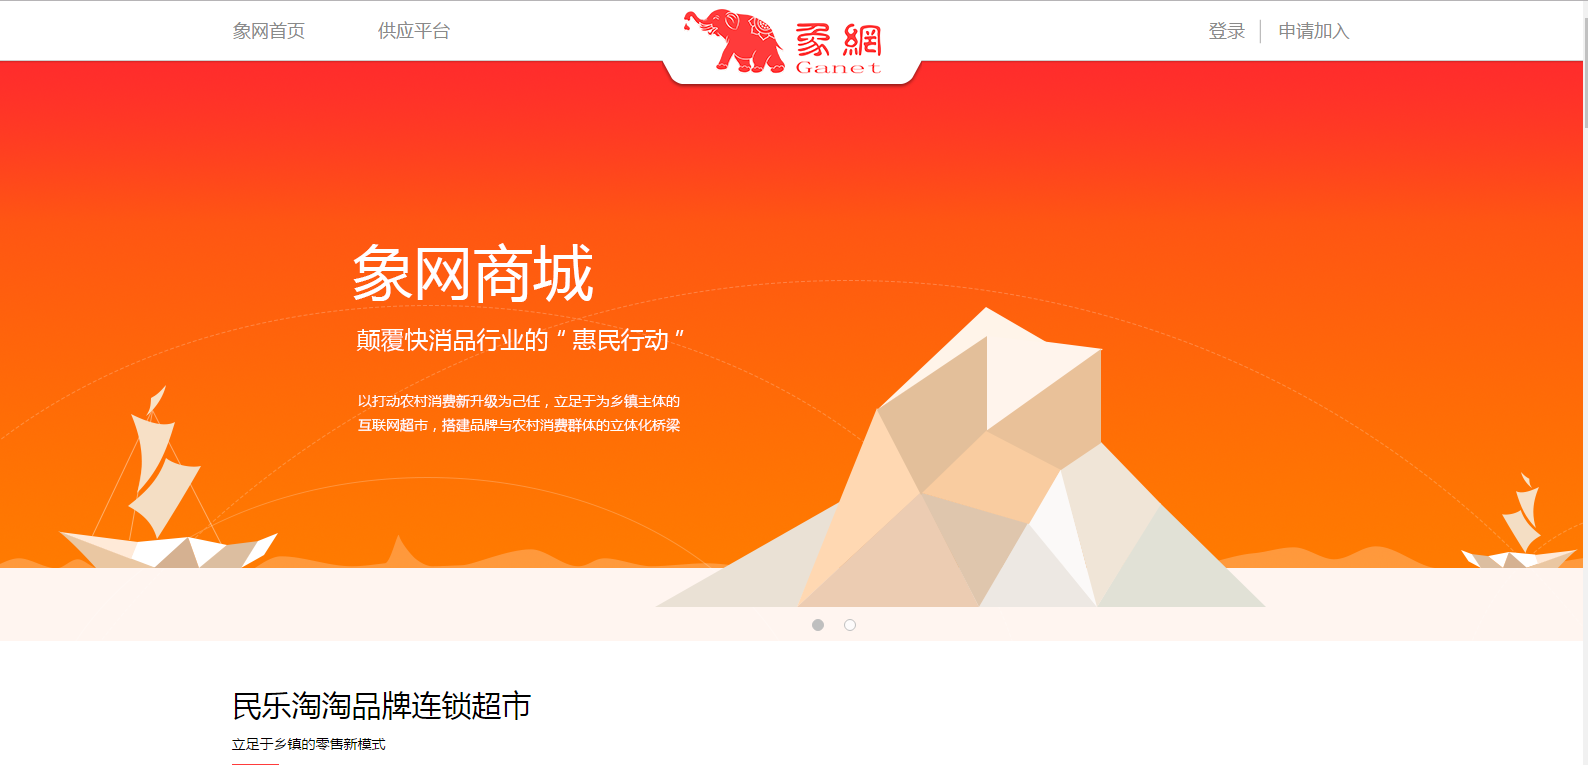 象网首页
供应平台
象網
Ganet
登录
申请加入
象网商城
颠覆快消品行业的“惠民行动”
以打动农村消费新升级为己任，立足于为乡镇主体的
互联网超市，搭建品牌与农村消费群体的立体化桥梁
民乐淘淘品牌连锁超市
立足于乡镇的零售新模式